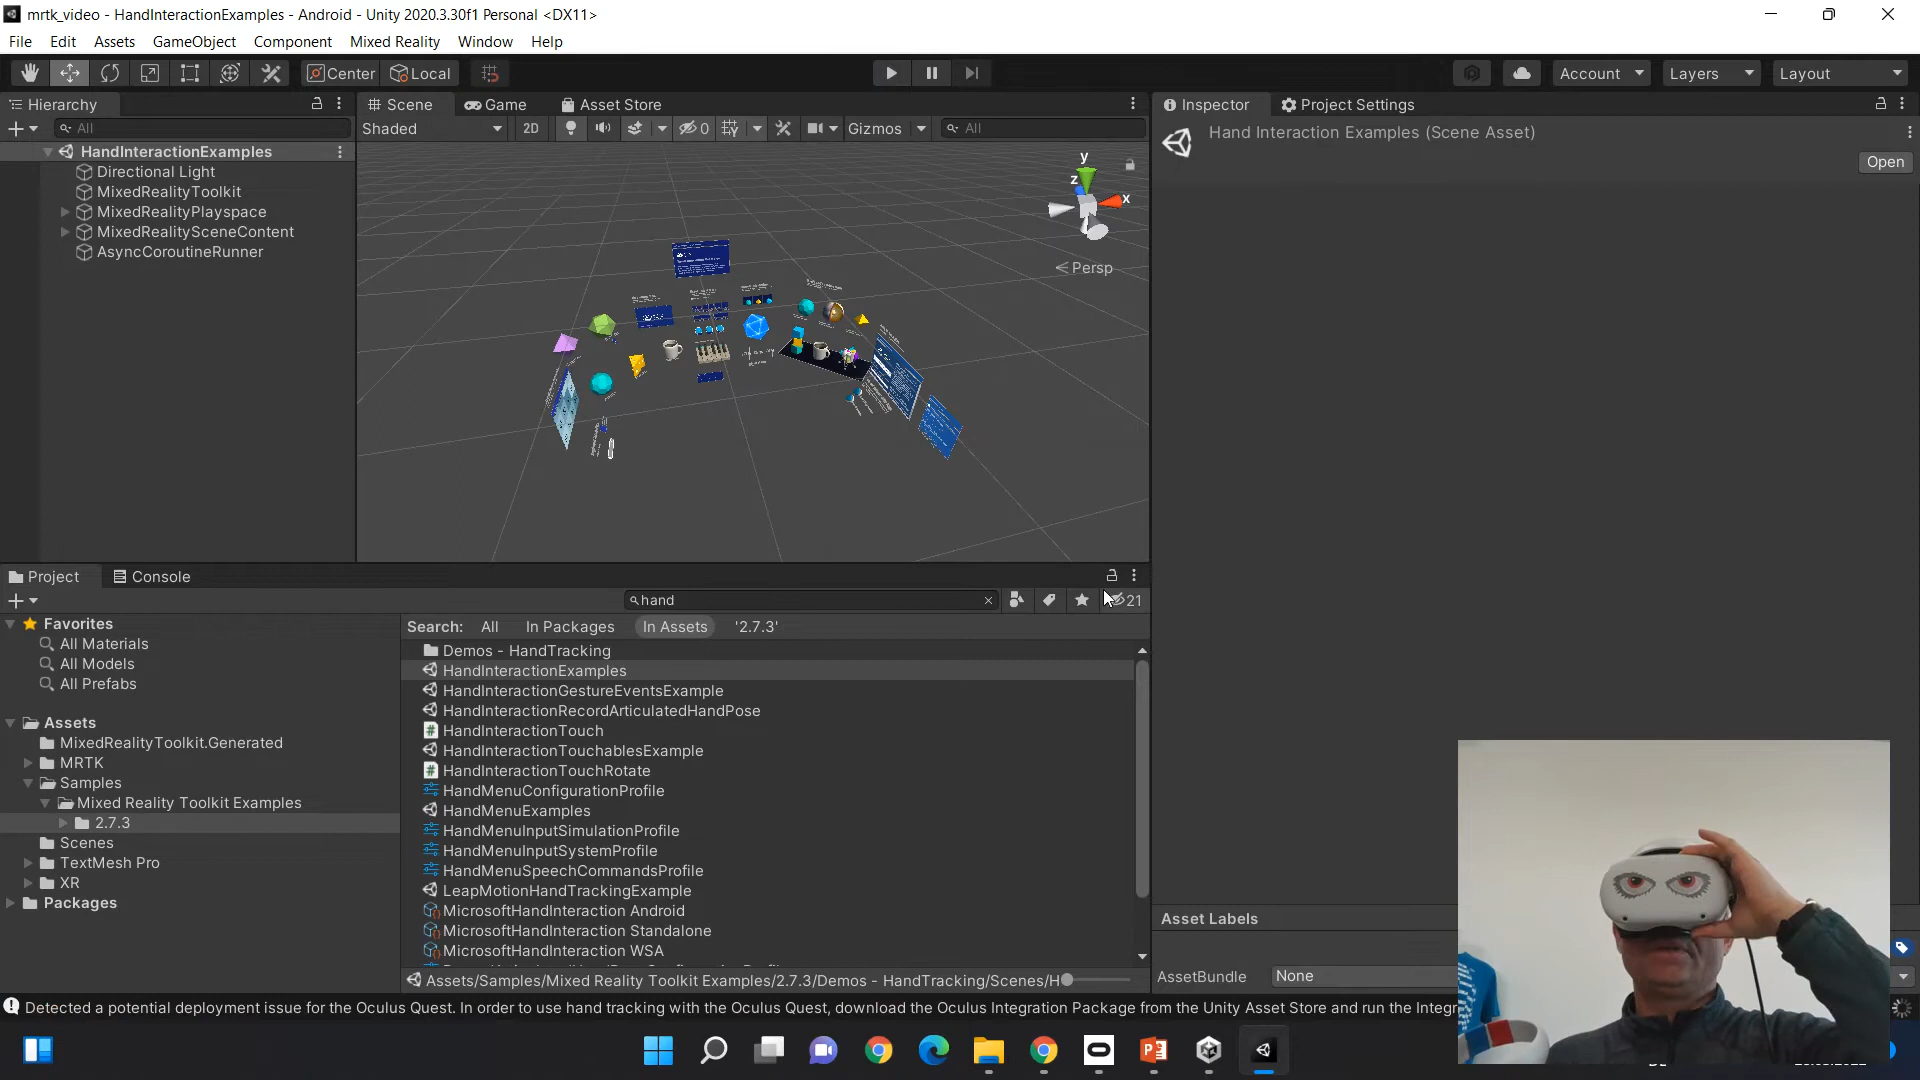 mrtk_video - HandInteractionExamples - Android - Unity 2020.3.30f1 Personal <DX11>
File Edit Assets GameObject Component Mixed Reality Window Help
Center Local Account Layers Layout
Hierarchy
All
HandInteractionExamples
Directional Light
MixedRealityToolkit
MixedRealityPlayspace
MixedRealitySceneContent
AsyncCoroutineRunner
Scene Game Asset Store
Shaded 2D 0 Gizmos All
y
z
x
Persp
Inspector Project Settings
Hand Interaction Examples (Scene Asset)
Open
Project Console
hand 21
Favorites
All Materials
All Models
All Prefabs
Assets
MixedRealityToolkit.Generated
MRTK
Samples
Mixed Reality Toolkit Examples
2.7.3
Scenes
TextMesh Pro
XR
Packages
Search: All In Packages In Assets '2.7.3'
Demos - HandTracking
HandInteractionExamples
HandInteractionGestureEventsExample
HandInteractionRecordArticulatedHandPose
HandInteractionTouch
HandInteractionTouchablesExample
HandInteractionTouchRotate
HandMenuConfigurationProfile
HandMenuExamples
HandMenuInputSimulationProfile
HandMenuInputSystemProfile
HandMenuSpeechCommandsProfile
LeapMotionHandTrackingExample
MicrosoftHandInteraction Android
MicrosoftHandInteraction Standalone
MicrosoftHandInteraction WSA
Assets/Samples/Mixed Reality Toolkit Examples/2.7.3/Demos - HandTracking/Scenes/H
Asset Labels
AssetBundle None
Detected a potential deployment issue for the Oculus Quest. In order to use hand tracking with the Oculus Quest, download the Oculus Integration Package from the Unity Asset Store and run the Integr